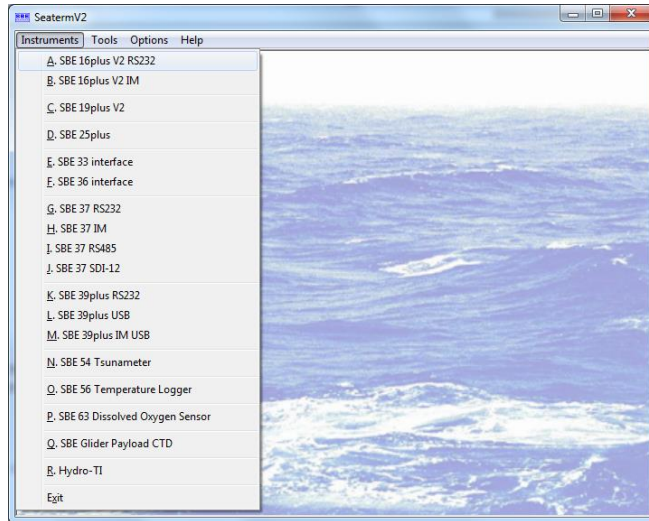 SeatermV2
Instruments Tools Options Help
A. SBE 16plus V2 RS232
B. SBE 16plus V2 IM
C. SBE 19plus V2
D. SBE 25plus
E. SBE 33 interface
F. SBE 36 interface
G. SBE 37 RS232
H. SBE 37 IM
I. SBE 37 RS485
J. SBE 37 SDI-12
K. SBE 39plus RS232
L. SBE 39plus USB
M. SBE 39plus IM USB
N. SBE 54 Tsunameter
O. SBE 56 Temperature Logger
P. SBE 63 Dissolved Oxygen Sensor
Q. SBE Glider Payload CTD
R. Hydro-TI
Exit